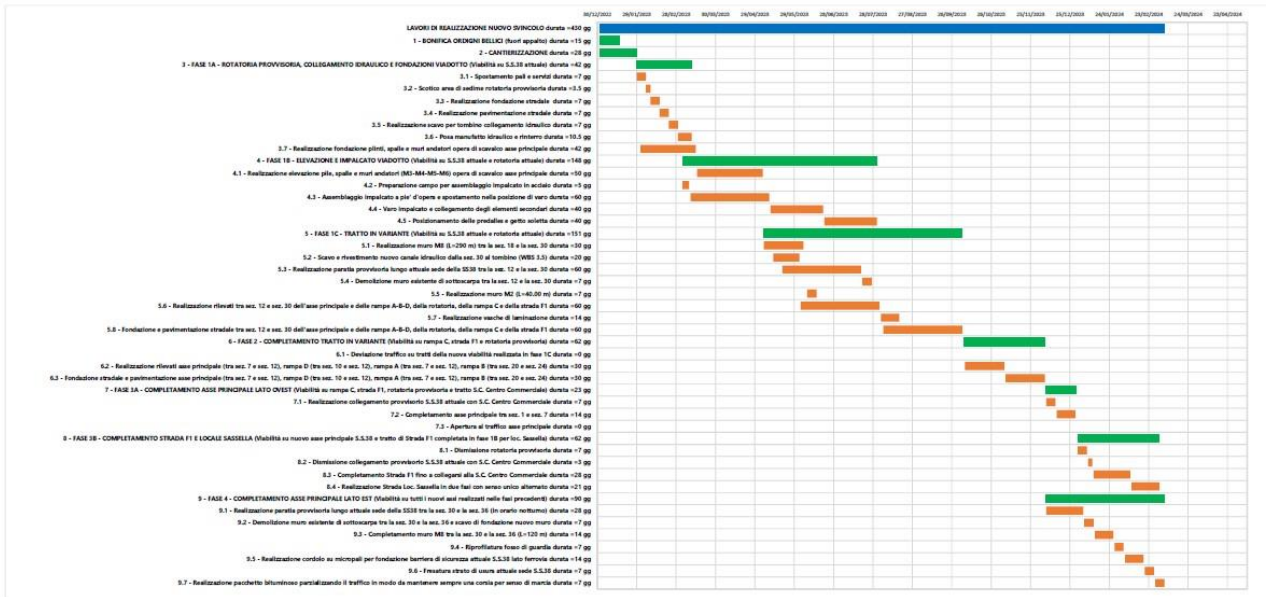 30/12/2022 29/01/2023 28/02/2023 30/03/2023 29/04/2023 29/05/2023 28/06/2023 28/07/2023 27/08/2023 26/09/2023 26/10/2023 25/11/2023 25/12/2023 24/01/2024 23/02/2024 24/03/2024 23/04/2024
LAVORI DI REALIZZAZIONE NUOVO SVINCOLO durata =430 gg
1 - BONIFICA ORDIGNI BELLICI (fuori appalto) durata =15 gg
2 - CANTIERIZZAZIONE durata =28 gg
3 - FASE 1A - ROTATORIA PROVVISORIA, COLLEGAMENTO IDRAULICO E FONDAZIONI VIADOTTO (Viabilità su S.S.38 attuale) durata =42 gg
3.1 - Spostamento pali e servizi durata =7 gg
3.2 - Scotico area di sedime rotatoria provvisoria durata =3.5 gg
3.3 - Realizzazione fondazione stradale durata =7 gg
3.4 - Realizzazione pavimentazione stradale durata =7 gg
3.5 - Realizzazione scavo per tombino collegamento idraulico durata =7 gg
3.6 - Posa manufatto idraulico e rinterro durata =10.5 gg
3.7 - Realizzazione fondazione plinti, spalle e muri andatori opera di scavalco asse principale durata =42 gg
4 - FASE 1B - ELEVAZIONE E IMPALCATO VIADOTTO (Viabilità su S.S.38 attuale e rotatoria attuale) durata =148 gg
4.1 - Realizzazione elevazione pile, spalle e muri andatori (M3-M4-M5-M6) opera di scavalco asse principale durata =50 gg
4.2 - Preparazione campo per assemblaggio impalcato in acciaio durata =5 gg
4.3 - Assemblaggio impalcato a pie' d'opera e spostamento nella posizione di varo durata =60 gg
4.4 - Varo impalcato e collegamento degli elementi secondari durata =40 gg
4.5 - Posizionamento delle predalles e getto soletta durata =40 gg
5 - FASE 1C - TRATTO IN VARIANTE (Viabilità su S.S.38 attuale e rotatoria attuale) durata =151 gg
5.1 - Realizzazione muro M8 (L=290 m) tra la sez. 18 e la sez. 30 durata =30 gg
5.2 - Scavo e rivestimento nuovo canale idraulico dalla sez. 30 al tombino (WBS 3.5) durata =20 gg
5.3 - Realizzazione paratia provvisoria lungo attuale sede della SS38 tra la sez. 12 e la sez. 30 durata =60 gg
5.4 - Demolizione muro esistente di sottoscarpa tra la sez. 12 e la sez. 30 durata =7 gg
5.5 - Realizzazione muro M2 (L=40.00 m) durata =7 gg
5.6 - Realizzazione rilevati tra sez. 12 e sez. 30 dell'asse principale e delle rampe A-B-D, della rotatoria, della rampa C e della strada F1 durata =60 gg
5.7 - Realizzazione vasche di laminazione durata =14 gg
5.8 - Fondazione e pavimentazione stradale tra sez. 12 e sez. 30 dell'asse principale e delle rampe A-B-D, della rotatoria, della rampa C e della strada F1 durata =60 gg
6 - FASE 2 - COMPLETAMENTO TRATTO IN VARIANTE (Viabilità su rampa C, strada F1 e rotatoria provvisoria) durata =62 gg
6.1 - Deviazione traffico su tratti della nuova viabilità realizzata in fase 1C durata =0 gg
6.2 - Realizzazione rilevati asse principale (tra sez. 7 e sez. 12), rampa D (tra sez. 10 e sez. 12), rampa A (tra sez. 7 e sez. 12), rampa B (tra sez. 20 e sez. 24) durata =30 gg
6.3 - Fondazione stradale e pavimentazione asse principale (tra sez. 7 e sez. 12), rampa D (tra sez. 10 e sez. 12), rampa A (tra sez. 7 e sez. 12), rampa B (tra sez. 20 e sez. 24) durata =30 gg
7 - FASE 3A - COMPLETAMENTO ASSE PRINCIPALE LATO OVEST (Viabilità su rampa C, strada F1, rotatoria provvisoria e tratto S.C. Centro Commerciale) durata =23 gg
7.1 - Realizzazione collegamento provvisorio S.S.38 attuale con S.C. Centro Commerciale durata =7 gg
7.2 - Completamento asse principale tra sez. 1 e sez. 7 durata =14 gg
7.3 - Apertura al traffico asse principale durata =0 gg
8 - FASE 3B - COMPLETAMENTO STRADA F1 E LOCALE SASSELLA (Viabilità su nuovo asse principale S.S.38 e tratto di Strada F1 completata in fase 1B per loc. Sassella) durata =62 gg
8.1 - Dismissione rotatoria provvisoria durata =7 gg
8.2 - Dismissione collegamento provvisorio S.S.38 attuale con S.C. Centro Commerciale durata =3 gg
8.3 - Completamento Strada F1 fino a collegarsi alla S.C. Centro Commerciale durata =28 gg
8.4 - Realizzazione Strada Loc. Sassella in due fasi con senso unico alternato durata =21 gg
9 - FASE 4 - COMPLETAMENTO ASSE PRINCIPALE LATO EST (Viabilità su tutti i nuovi assi realizzati nelle fasi precedenti) durata =90 gg
9.1 - Realizzazione paratia provvisoria lungo attuale sede della SS38 tra la sez. 30 e la sez. 36 (in orario notturno) durata =28 gg
9.2 - Demolizione muro esistente di sottoscarpa tra la sez. 30 e la sez. 36 e scavo di fondazione nuovo muro durata =7 gg
9.3 - Completamento muro M8 tra la sez. 30 e la sez. 36 (L=120 m) durata =14 gg
9.4 - Riprofilatura fosso di guardia durata =7 gg
9.5 - Realizzazione cordolo su micropali per fondazione barriera di sicurezza attuale S.S.38 lato ferrovia durata =14 gg
9.6 - Fresatura strato di usura attuale sede S.S.38 durata =7 gg
9.7 - Realizzazione pacchetto bituminoso parzializzando il traffico in modo da mantenere sempre una corsia per senso di marcia durata =7 gg